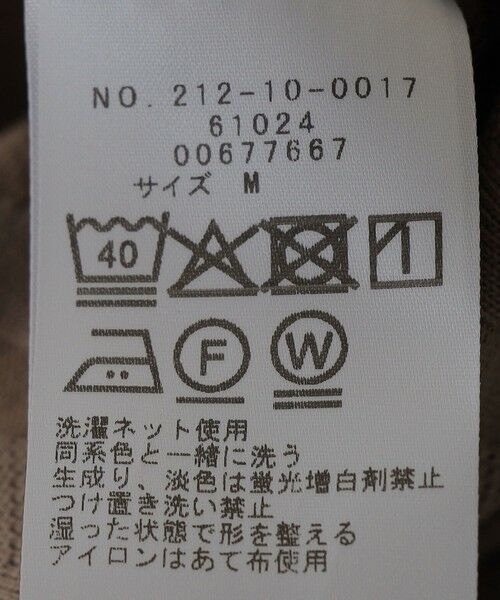 NO. 212-10-0017
61024
00677667
サイズ M
40
F W
洗濯ネット使用
同系色と一緒に洗う
生成り、淡色は蛍光増白剤禁止
つけ置き洗い禁止
湿った状態で形を整える
アイロンはあて布使用